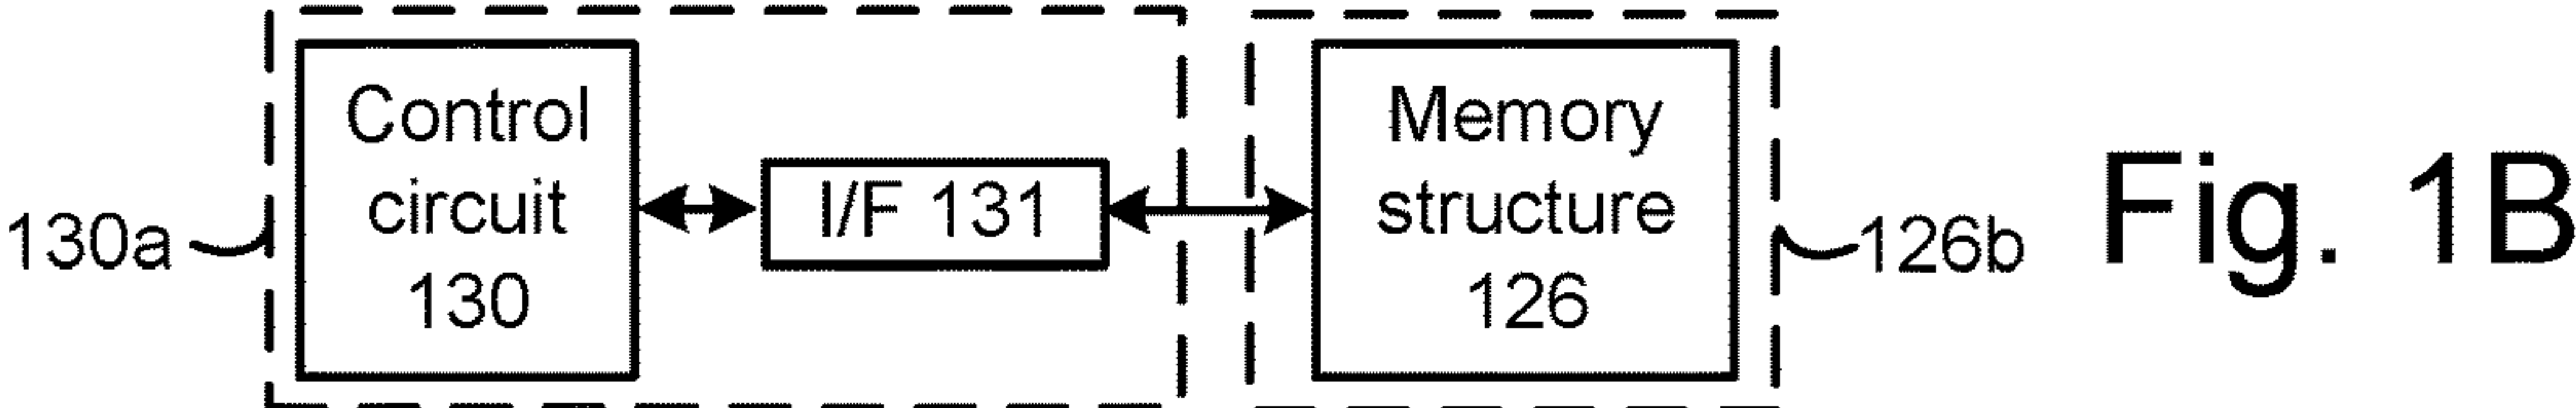 130a
Control
circuit
130
I/F 131
Memory
structure
126
126b
Fig. 1B